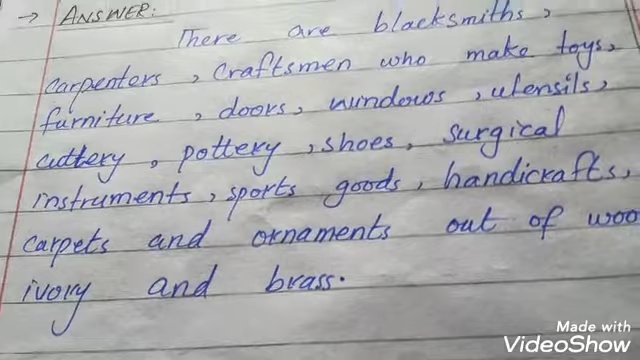 → ANSWER:
There are blacksmiths,
carpenters, craftsmen who make toys,
furniture, doors, windows, utensils,
cuttery, pottery, shoes, surgical
instruments, sports goods, handicrafts,
carpets and ornaments out of woo
ivory and brass.
Made with
VideoShow